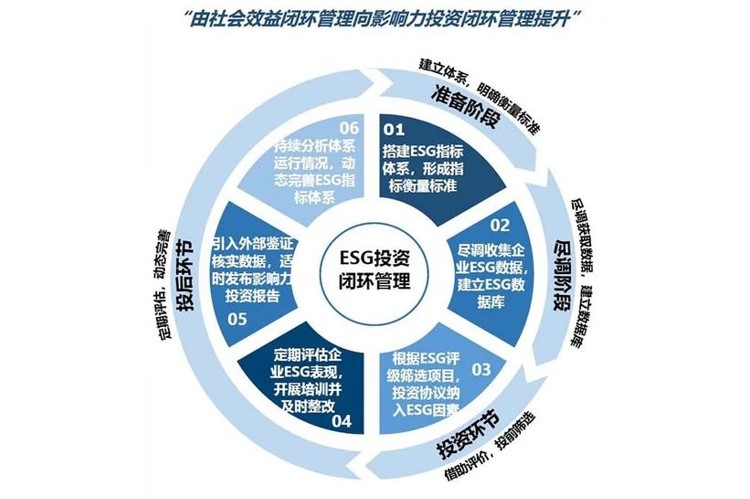 “由社会效益闭环管理向影响力投资闭环管理提升”
建立体系，明确衡量标准
准备阶段
01
搭建ESG指标
体系，形成指
标衡量标准
尽调获取数据，建立数据库
尽调阶段
02
尽调收集企
业ESG数据，
建立ESG数
据库
03
根据ESG评
级筛选项目，
投资协议纳
入ESG因素
投资环节
借助评价，投前筛选
定期评估企
业ESG表现，
开展培训并
及时整改
04
引入外部鉴证
核实数据，适
时发布影响力
投资报告
05
06
持续分析体系
运行情况，动
态完善ESG指
标体系
投后环节
定期评估，动态完善
ESG投资
闭环管理